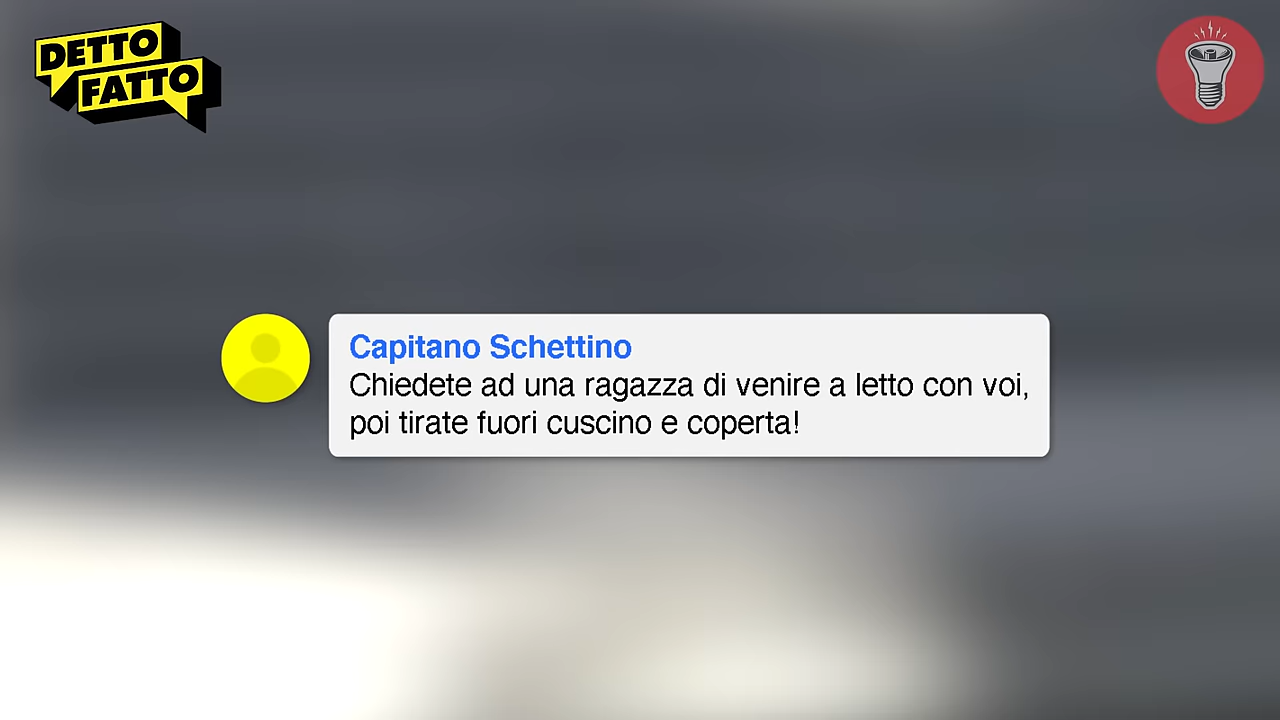 DETTO
FATTO
Capitano Schettino
Chiedete ad una ragazza di venire a letto con voi,
poi tirate fuori cuscino e coperta!